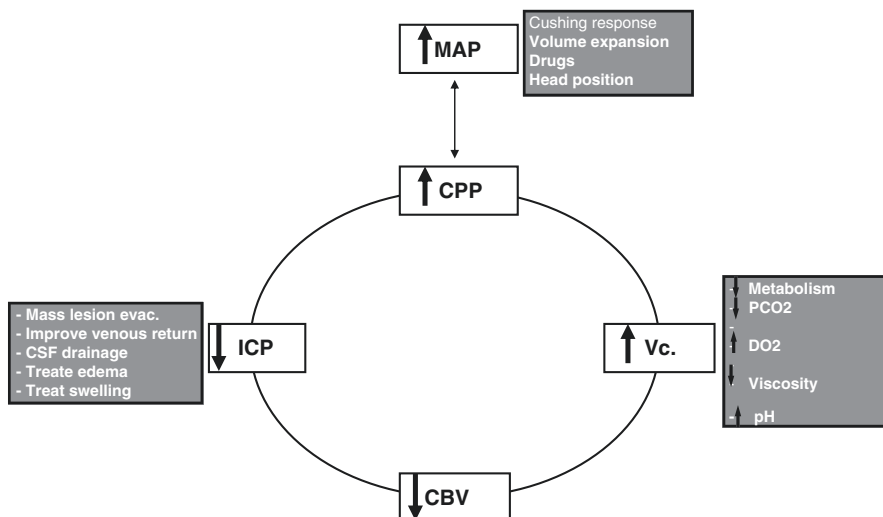 MAP
Cushing response
Volume expansion
Drugs
Head position
CPP
- Mass lesion evac.
- Improve venous return
- CSF drainage
- Treate edema
- Treat swelling
ICP
Vc.
- Metabolism
- PCO2
-
- DO2
- Viscosity
- pH
CBV